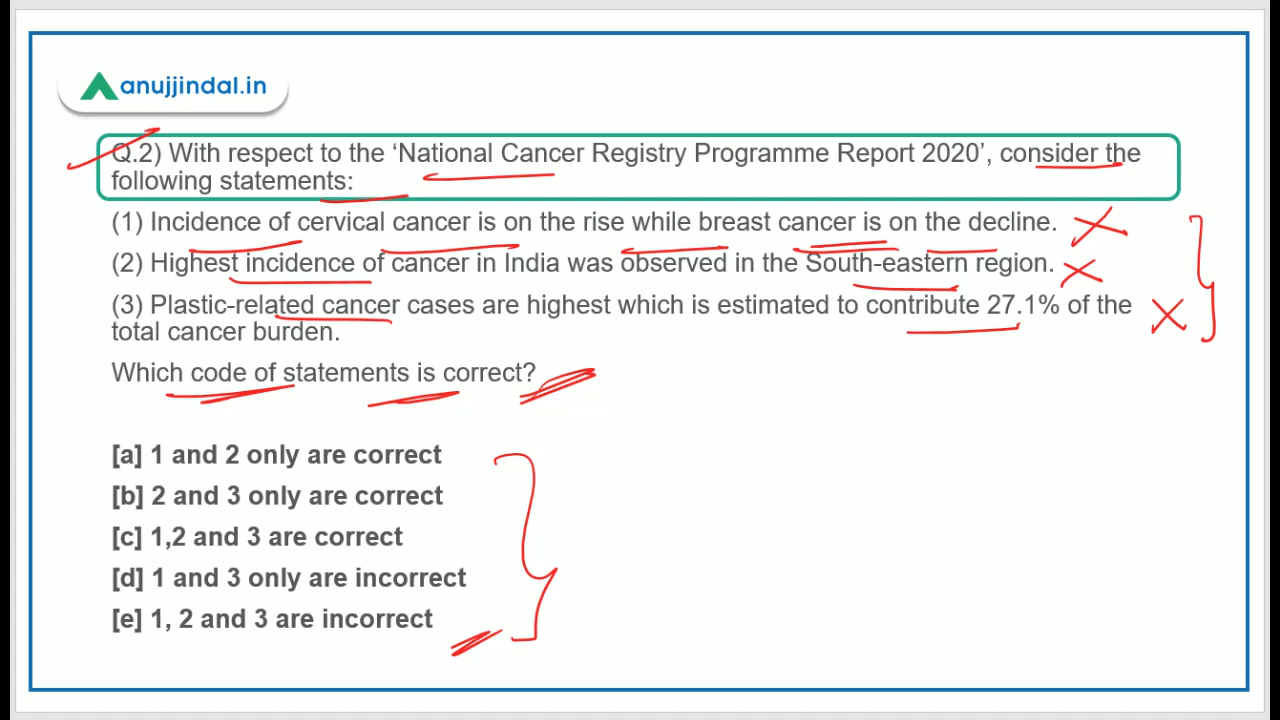 anujjindal.in
Q.2) With respect to the ‘National Cancer Registry Programme Report 2020’, consider the
following statements:
(1) Incidence of cervical cancer is on the rise while breast cancer is on the decline.
(2) Highest incidence of cancer in India was observed in the South-eastern region.
(3) Plastic-related cancer cases are highest which is estimated to contribute 27.1% of the
total cancer burden.
Which code of statements is correct?
[a] 1 and 2 only are correct
[b] 2 and 3 only are correct
[c] 1,2 and 3 are correct
[d] 1 and 3 only are incorrect
[e] 1, 2 and 3 are incorrect